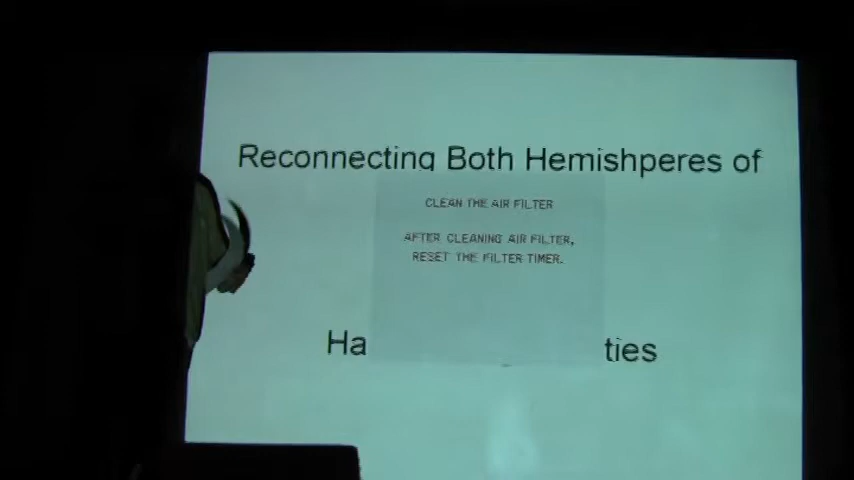 Reconnecting Both Hemishperes of
CLEAN THE AIR FILTER
AFTER CLEANING AIR FILTER,
RESET THE FILTER TIMER.
Ha ties